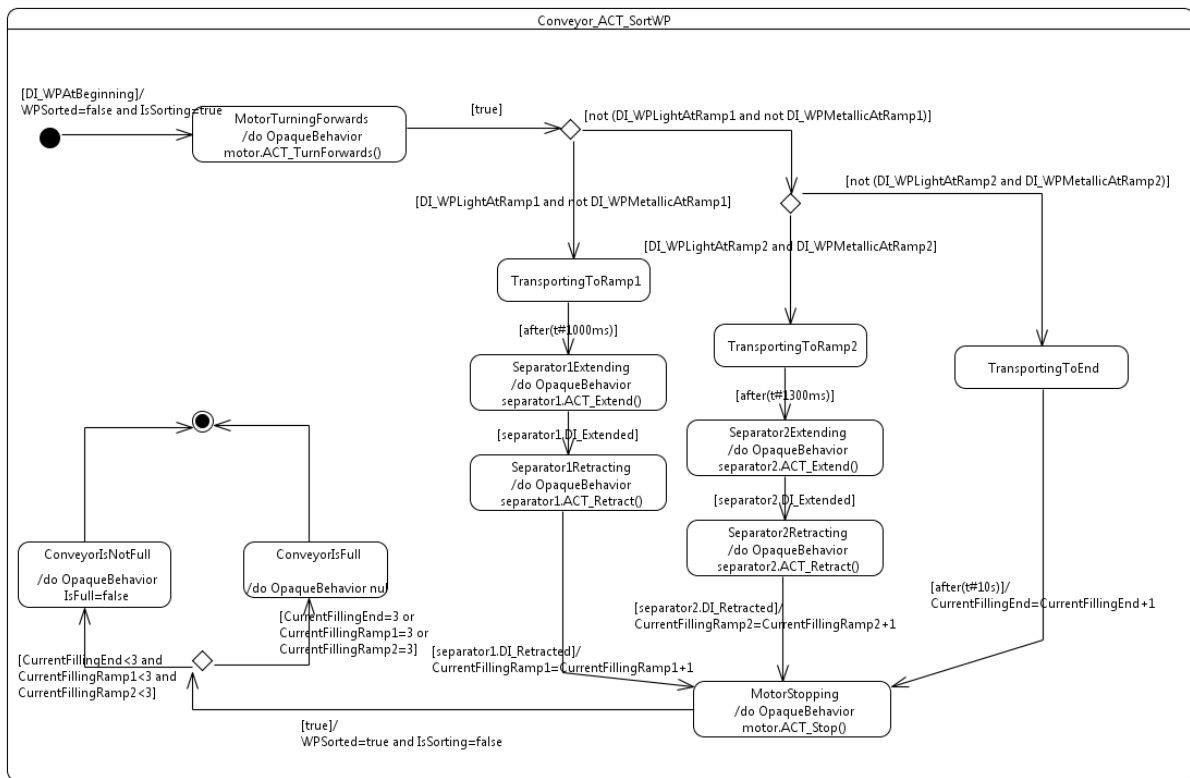 Conveyor_ACT_SortWP
[DI_WPAtBeginning]/
WPSorted=false and IsSorting=true
MotorTurningForwards
/do OpaqueBehavior
motor.ACT_TurnForwards()
[true]
[not (DI_WPLightAtRamp1 and not DI_WPMetallicAtRamp1)]
[DI_WPLightAtRamp1 and not DI_WPMetallicAtRamp1]
[not (DI_WPLightAtRamp2 and DI_WPMetallicAtRamp2)]
[DI_WPLightAtRamp2 and DI_WPMetallicAtRamp2]
TransportingToRamp1
[after(t#1000ms)]
Separator1Extending
/do OpaqueBehavior
separator1.ACT_Extend()
[separator1.DI_Extended]
Separator1Retracting
/do OpaqueBehavior
separator1.ACT_Retract()
TransportingToRamp2
[after(t#1300ms)]
Separator2Extending
/do OpaqueBehavior
separator2.ACT_Extend()
[separator2.DI_Extended]
Separator2Retracting
/do OpaqueBehavior
separator2.ACT_Retract()
TransportingToEnd
[after(t#10s)]/
CurrentFillingEnd=CurrentFillingEnd+1
[separator2.DI_Retracted]/
CurrentFillingRamp2=CurrentFillingRamp2+1
[separator1.DI_Retracted]/
CurrentFillingRamp1=CurrentFillingRamp1+1
MotorStopping
/do OpaqueBehavior
motor.ACT_Stop()
[true]/
WPSorted=true and IsSorting=false
ConveyorIsNotFull
/do OpaqueBehavior
IsFull=false
ConveyorIsFull
/do OpaqueBehavior nul
[CurrentFillingEnd=3 or
CurrentFillingRamp1=3 or
CurrentFillingRamp2=3]
[CurrentFillingEnd<3 and
CurrentFillingRamp1<3 and
CurrentFillingRamp2<3]